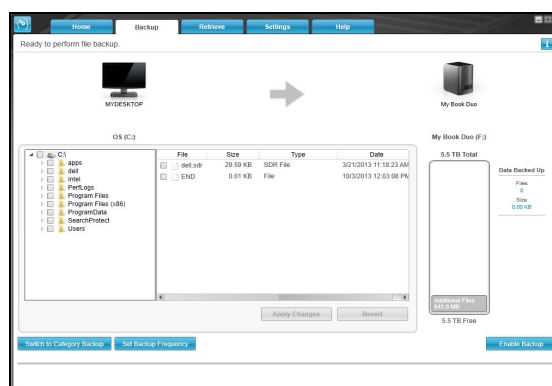 Home Backup Retrieve Settings Help
Ready to perform file backup.
MYDESKTOP
My Book Duo
OS (C:)
My Book Duo (F:)
C:\
apps
dell
Intel
PerfLogs
Program Files
Program Files (x86)
ProgramData
SearchProtect
Users
File Size Type Date
dell.sdr 29.59 KB SDR File 3/21/2013 11:18:23 AM
END 0.01 KB File 10/3/2013 12:03:08 PM
5.5 TB Total
Additional Files
841.0 MB
5.5 TB Free
Data Backed Up
Files
0
Size
0.00 KB
Apply Changes Revert
Switch to Category Backup Set Backup Frequency Enable Backup